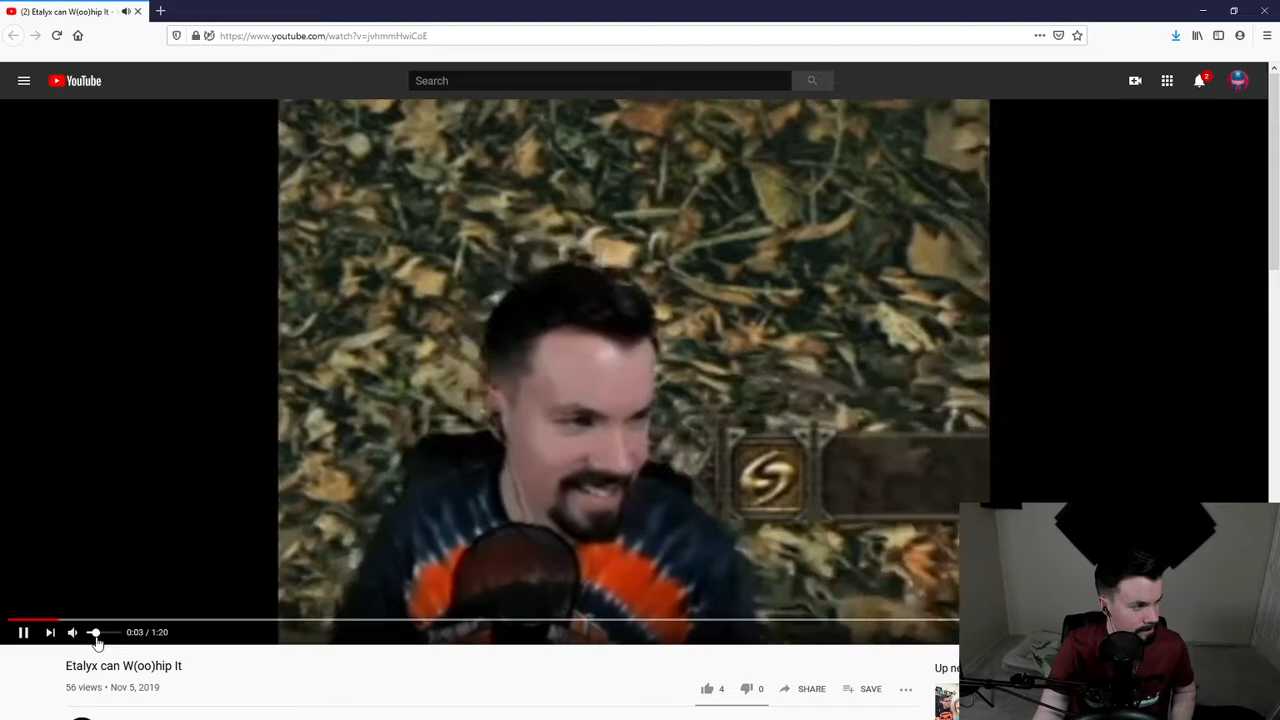 (2) Etalyx can W(oo)hip It -
https://www.youtube.com/watch?v=jvhmmHwiCoE
YouTube
Search
2
0:03 / 1:20
Etalyx can W(oo)hip It
56 views • Nov 5, 2019
4
0
SHARE
SAVE
Up ne